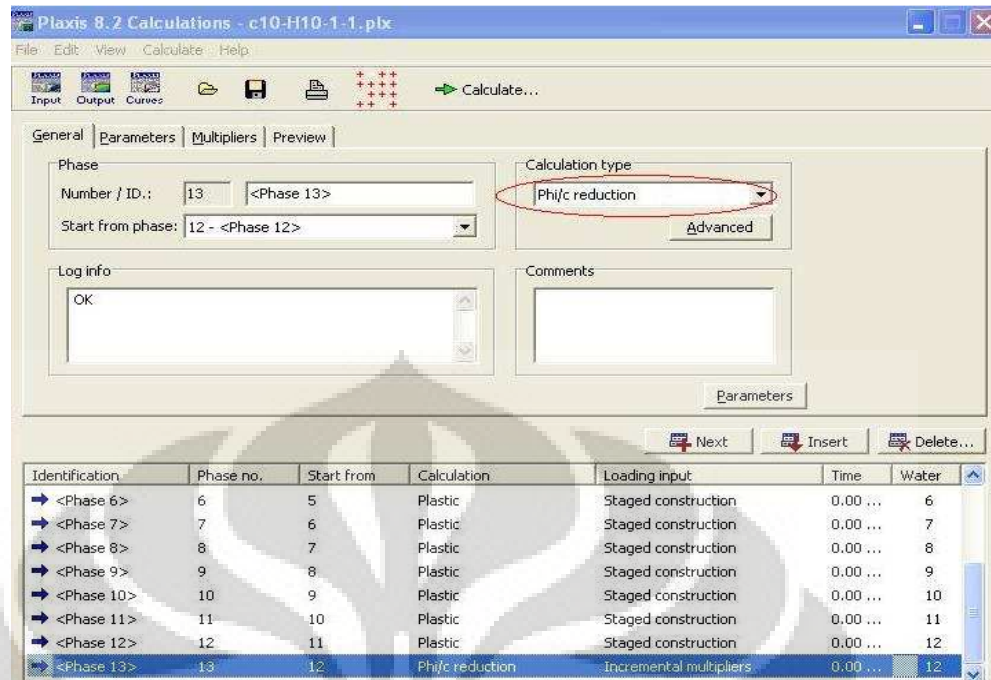 Plaxis 8.2 Calculations - c10-H10-1-1.plx
File Edit View Calculate Help
Input Output Curves Calculate...
General Parameters Multipliers Preview
Phase
Number / ID.: 13 <Phase 13>
Start from phase: 12 - <Phase 12>
Calculation type
Phi/c reduction
Advanced
Log info
OK
Comments
Parameters
Next Insert Delete...
Identification Phase no. Start from Calculation Loading input Time Water
<Phase 6> 6 5 Plastic Staged construction 0.00 ... 6
<Phase 7> 7 6 Plastic Staged construction 0.00 ... 7
<Phase 8> 8 7 Plastic Staged construction 0.00 ... 8
<Phase 9> 9 8 Plastic Staged construction 0.00 ... 9
<Phase 10> 10 9 Plastic Staged construction 0.00 ... 10
<Phase 11> 11 10 Plastic Staged construction 0.00 ... 11
<Phase 12> 12 11 Plastic Staged construction 0.00 ... 12
<Phase 13> 13 12 Phi/c reduction Incremental multipliers 0.00 ... 12